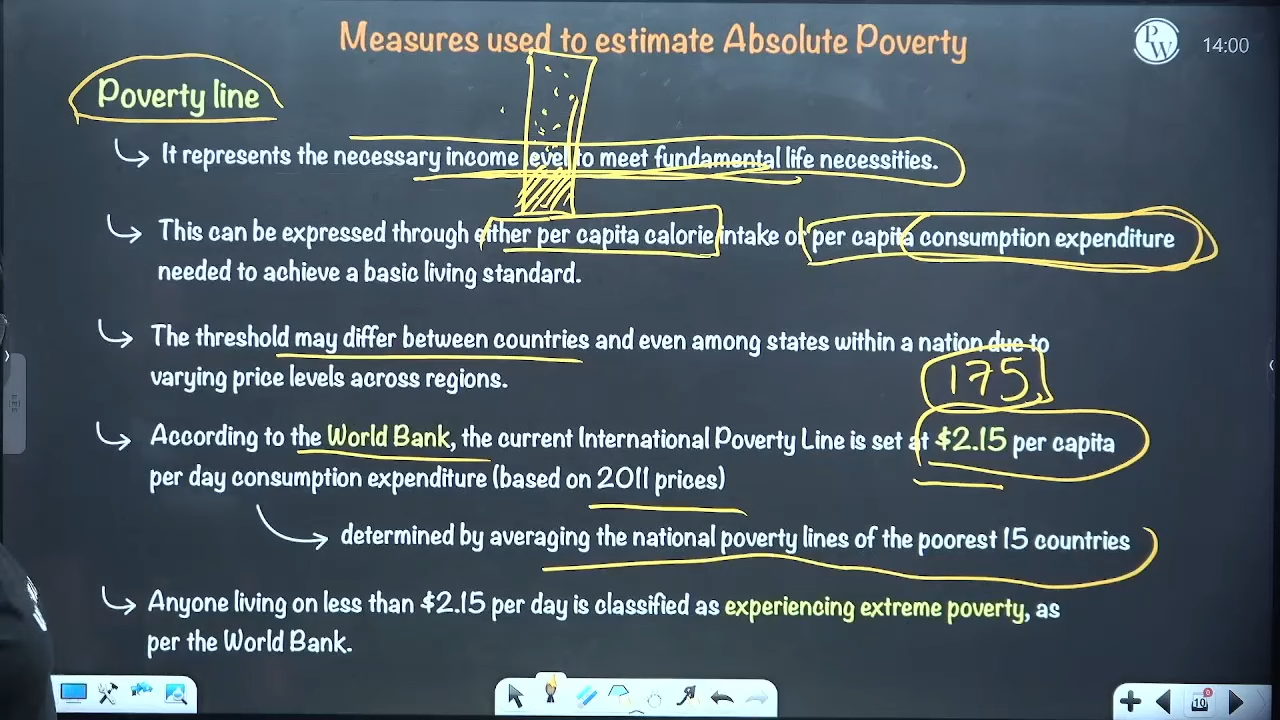 Measures used to estimate Absolute Poverty
PW
14:00
Poverty line
It represents the necessary income level to meet fundamental life necessities.
This can be expressed through either per capita calorie intake or per capita consumption expenditure
needed to achieve a basic living standard.
The threshold may differ between countries and even among states within a nation due to
varying price levels across regions.
175
According to the World Bank, the current International Poverty Line is set at $2.15 per capita
per day consumption expenditure (based on 2011 prices)
determined by averaging the national poverty lines of the poorest 15 countries
Anyone living on less than $2.15 per day is classified as experiencing extreme poverty, as
per the World Bank.
10